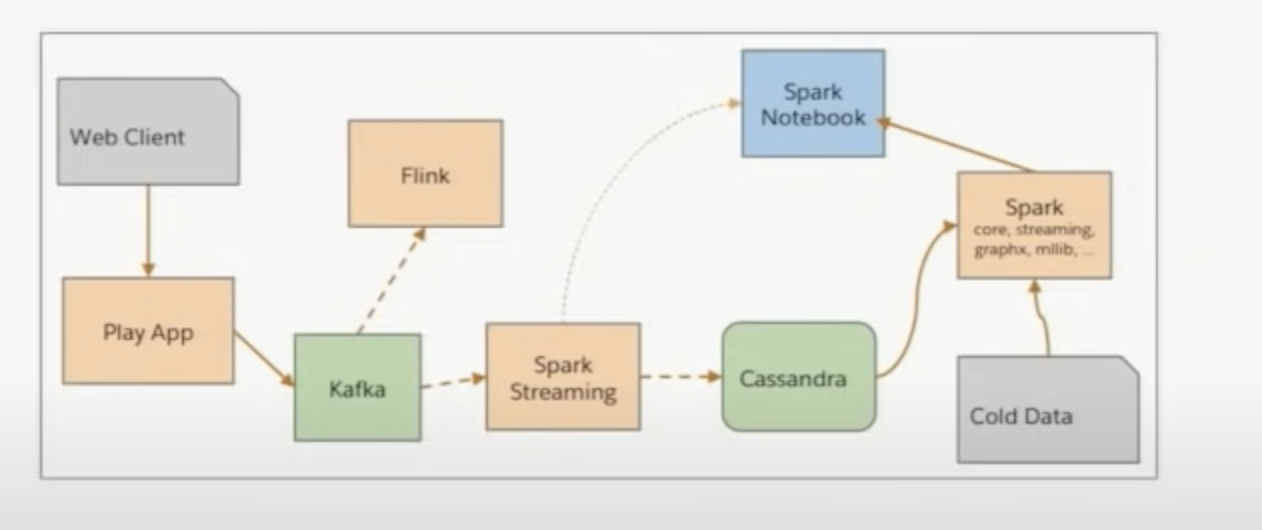 Web Client
Flink
Spark
Notebook
Spark
core, streaming,
graphx, mllib, ...
Play App
Kafka
Spark
Streaming
Cassandra
Cold Data